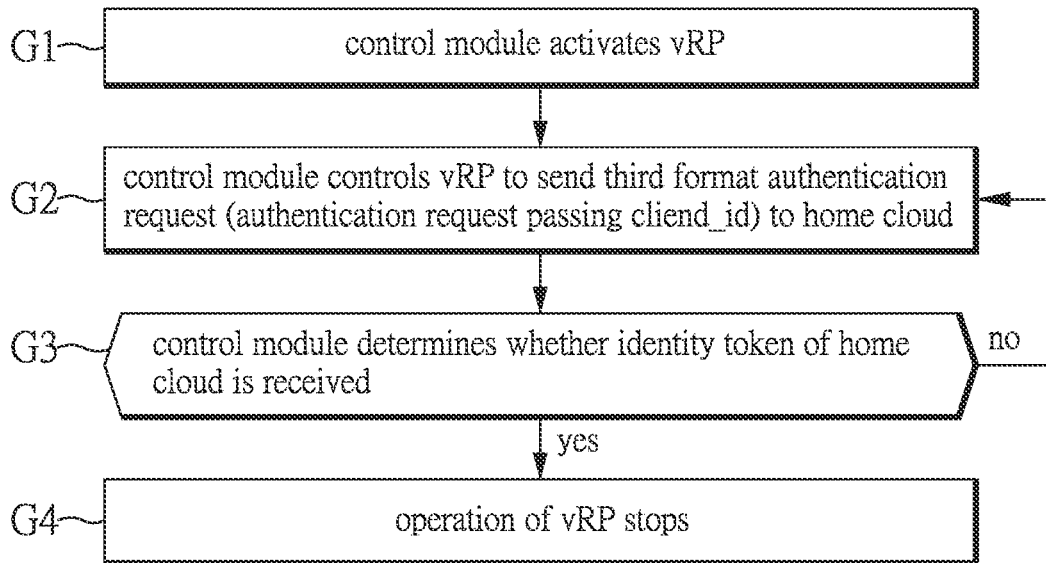 G1
control module activates vRP
G2
control module controls vRP to send third format authentication
request (authentication request passing cliend_id) to home cloud
G3
control module determines whether identity token of home
cloud is received
no
yes
G4
operation of vRP stops